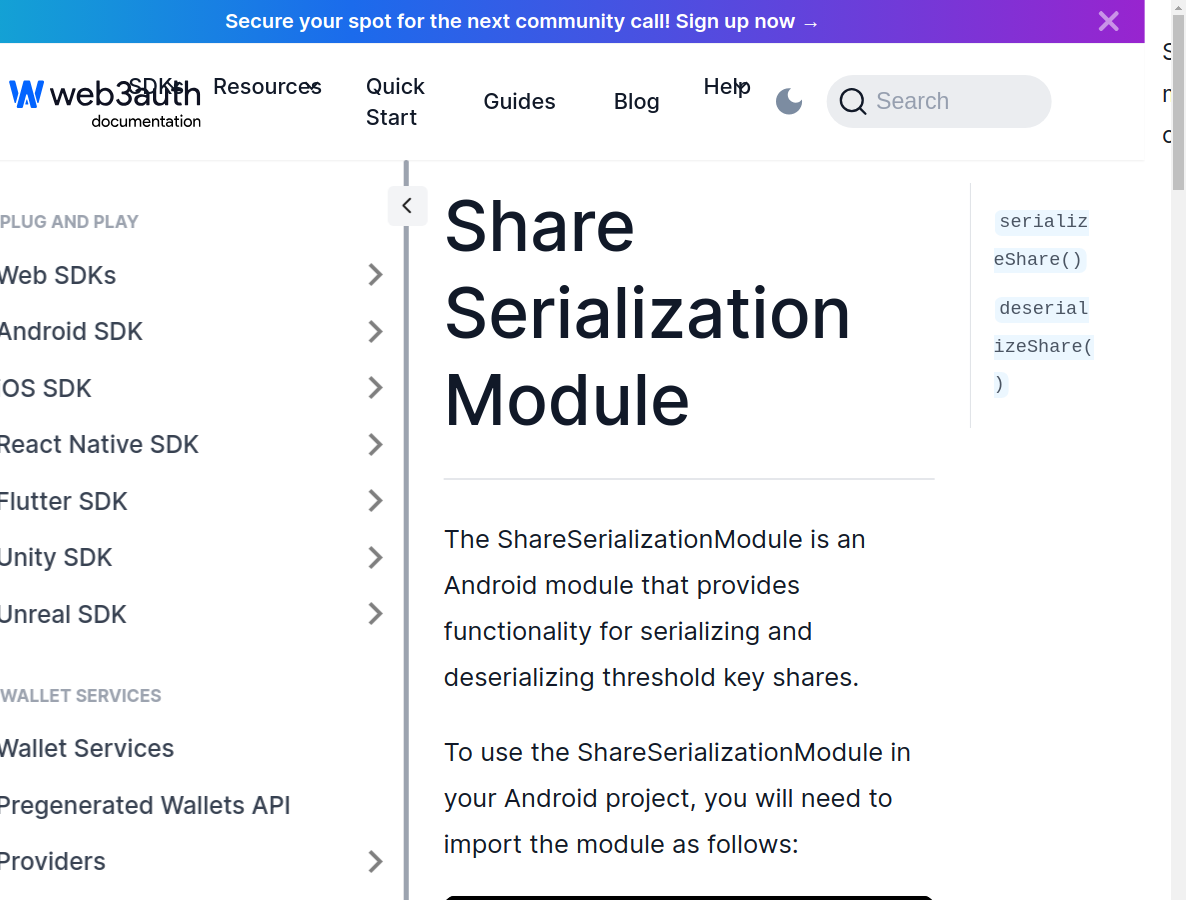 Secure your spot for the next community call! Sign up now →
web3auth
documentation
SDKs
Resources
Quick
Start
Guides
Blog
Help
Search
PLUG AND PLAY
Web SDKs
Android SDK
iOS SDK
React Native SDK
Flutter SDK
Unity SDK
Unreal SDK
WALLET SERVICES
Wallet Services
Pregenerated Wallets API
Providers
Share
Serialization
Module
The ShareSerializationModule is an
Android module that provides
functionality for serializing and
deserializing threshold key shares.
To use the ShareSerializationModule in
your Android project, you will need to
import the module as follows:
serializ
eShare()
deserial
izeShare(
)